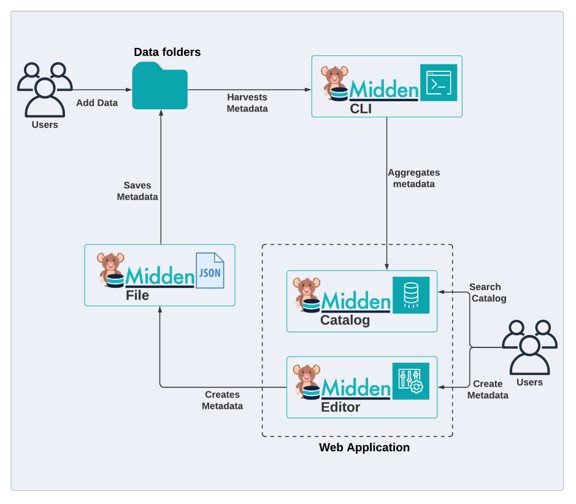 Data folders
Users
Add Data
Harvests
Metadata
Midden
CLI
Aggregates
metadata
Saves
Metadata
Midden
File
JSON
Midden
Catalog
Search
Catalog
Users
Create
Metadata
Midden
Editor
Creates
Metadata
Web Application